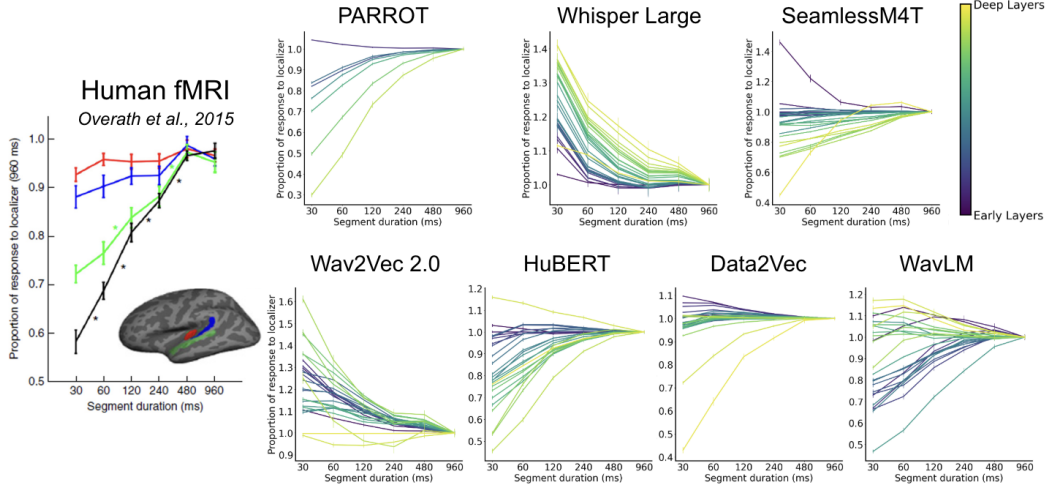 PARROT
Whisper Large
SeamlessM4T
Deep Layers
Early Layers
Human fMRI
Overath et al., 2015
Proportion of response to localizer (960 ms)
1.0
0.9
0.8
0.7
0.6
0.5
30 60 120 240 480 960
Segment duration (ms)
* * * * * *
Proportion of response to localizer
1.0
0.9
0.8
0.7
0.6
0.5
0.4
0.3
30 60 120 240 480 960
Segment duration (ms)
Proportion of response to localizer
1.4
1.3
1.2
1.1
1.0
30 60 120 240 480 960
Segment duration (ms)
Proportion of response to localizer
1.4
1.2
1.0
0.8
0.6
0.4
30 60 120 240 480 960
Segment duration (ms)
Wav2Vec 2.0
HuBERT
Data2Vec
WavLM
Proportion of response to localizer
1.6
1.5
1.4
1.3
1.2
1.1
1.0
0.9
30 60 120 240 480 960
Segment duration (ms)
1.2
1.1
1.0
0.9
0.8
0.7
0.6
0.5
30 60 120 240 480 960
Segment duration (ms)
1.1
1.0
0.9
0.8
0.7
0.6
0.5
0.4
30 60 120 240 480 960
Segment duration (ms)
1.2
1.1
1.0
0.9
0.8
0.7
0.6
0.5
30 60 120 240 480 960
Segment duration (ms)